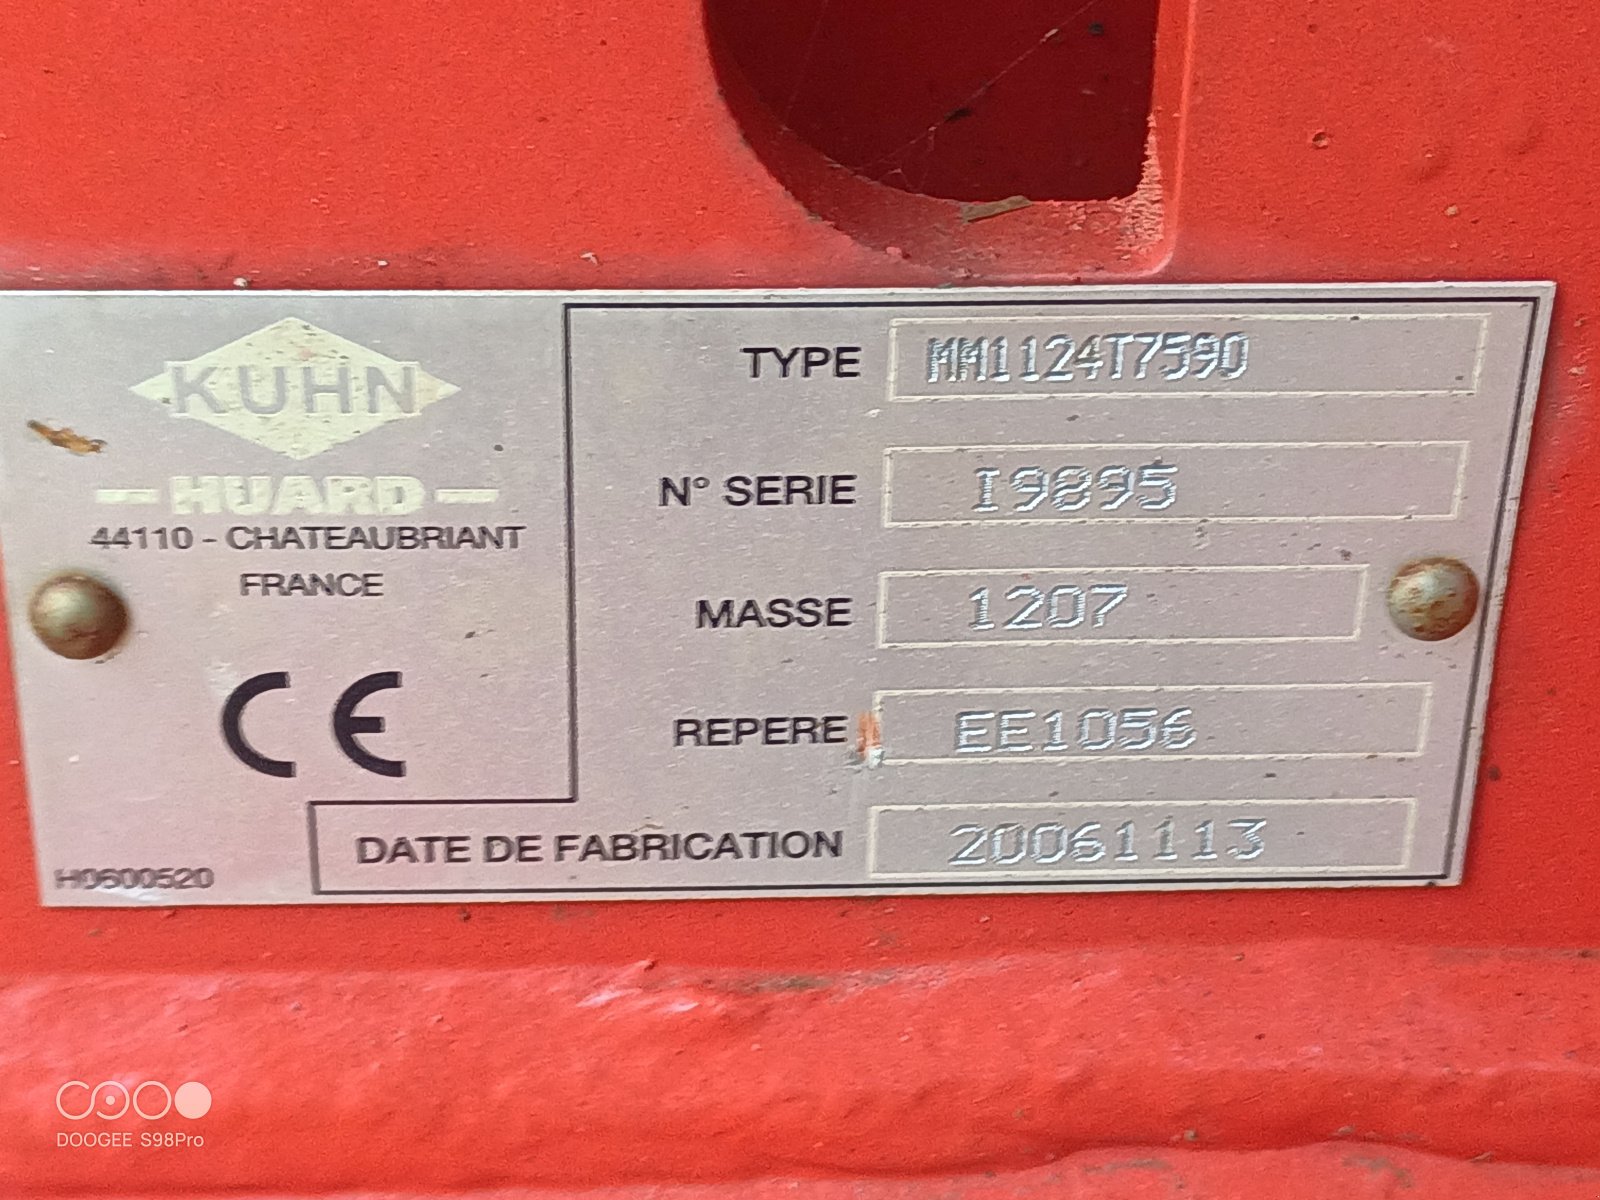 KUHN
HUARD
44110 - CHATEAUBRIANT
FRANCE
CE
H0600520
TYPE MM1124T7590
N° SERIE I9895
MASSE 1207
REPERE EE1056
DATE DE FABRICATION 20061113
DOOGEE S98Pro